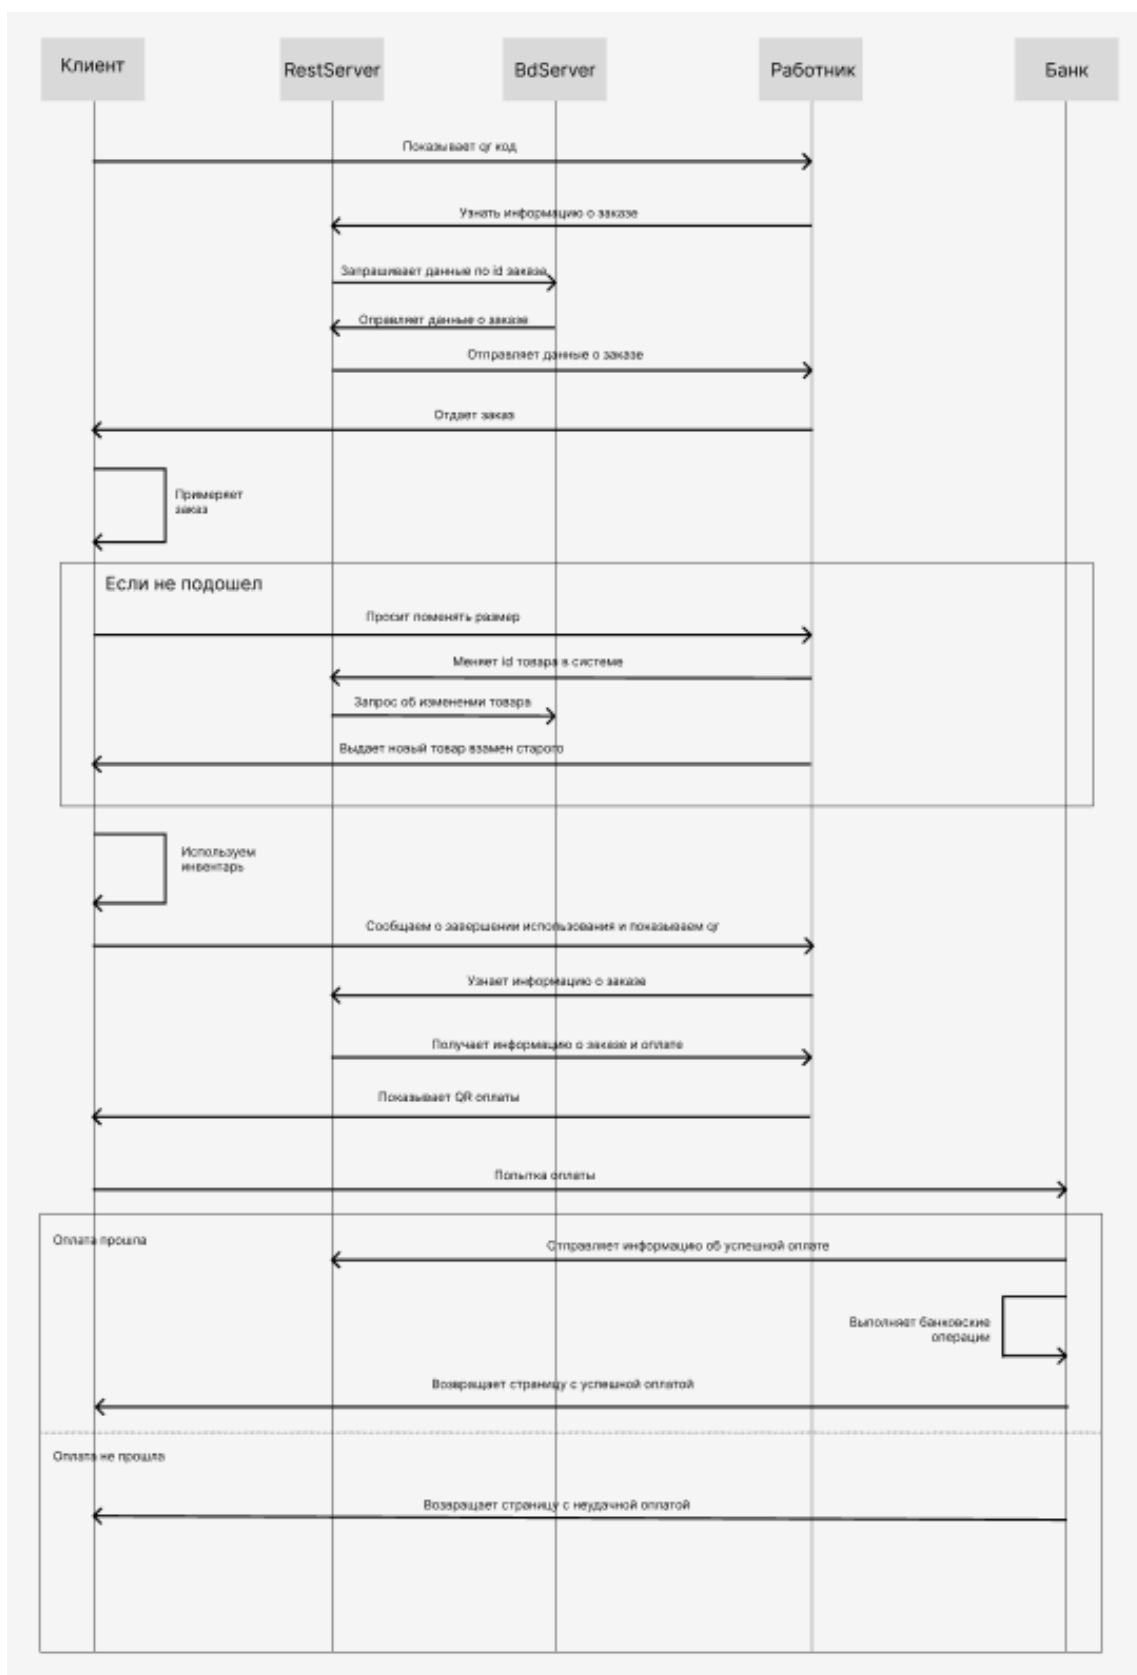 Клиент
RestServer
BdServer
Работник
Банк
Показывает qr код
Узнать информацию о заказе
Запрашивает данные по id заказа
Оправляет данные о заказе
Отправляет данные о заказе
Отдает заказ
Примеряет
заказ
Если не подошел
Просит поменять размер
Меняет id товара в системе
Запрос об изменении товара
Выдает новый товар взамен старого
Используем
инвентарь
Сообщаем о завершении использования и показываем qr
Узнает информацию о заказе
Получает информацию о заказе и оплате
Показывает QR оплаты
Попытка оплаты
Оплата прошла
Отправляет информацию об успешной оплате
Выполняет банковские
операции
Возвращает страницу с успешной оплатой
Оплата не прошла
Возвращает страницу с неудачной оплатой